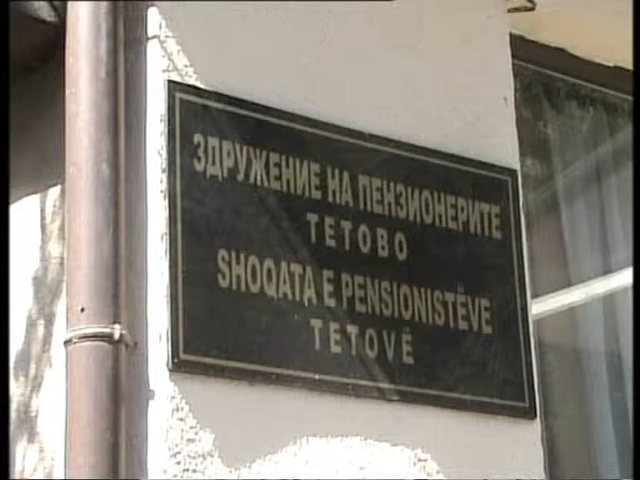 ЗДРУЖЕНИЕ НА ПЕНЗИОНЕРИТЕ
ТЕТОВО
SHOQATA E PENSIONISTËVE
TETOVË